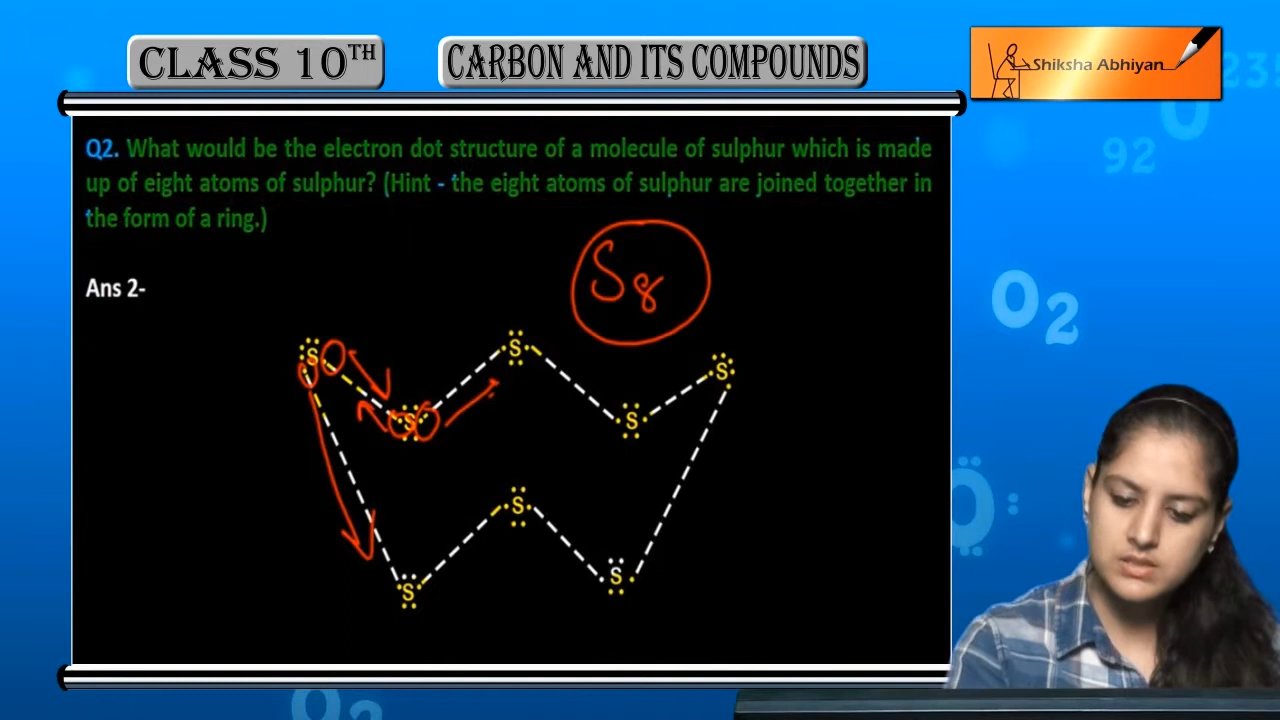 CLASS 10TH
CARBON AND ITS COMPOUNDS
Shiksha Abhiyan
Q2. What would be the electron dot structure of a molecule of sulphur which is made
up of eight atoms of sulphur? (Hint - the eight atoms of sulphur are joined together in
the form of a ring.)
S8
Ans 2-
S
S
S
S
S
S
S
S
92
O2
O
O2